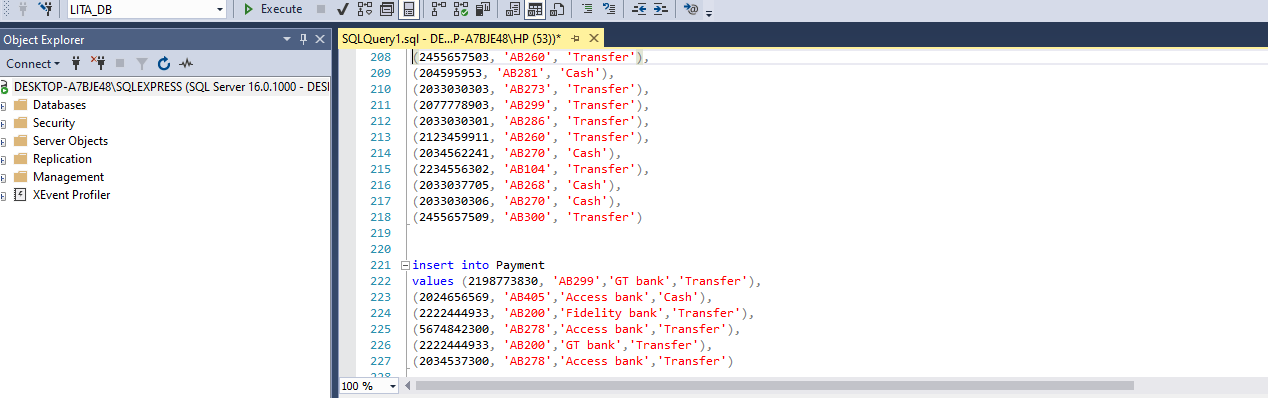 LITA_DB
Execute
Object Explorer
Connect
DESKTOP-A7BJE48\SQLEXPRESS (SQL Server 16.0.1000 - DESI
Databases
Security
Server Objects
Replication
Management
XEvent Profiler
SQLQuery1.sql - DE...P-A7BJE48\HP (53))*
208 (2455657503, 'AB260', 'Transfer'),
209 (204595953, 'AB281', 'Cash'),
210 (2033030303, 'AB273', 'Transfer'),
211 (2077778903, 'AB299', 'Transfer'),
212 (2033030301, 'AB286', 'Transfer'),
213 (2123459911, 'AB260', 'Transfer'),
214 (2034562241, 'AB270', 'Cash'),
215 (2234556302, 'AB104', 'Transfer'),
216 (2033037705, 'AB268', 'Cash'),
217 (2033030306, 'AB270', 'Cash'),
218 (2455657509, 'AB300', 'Transfer')
219
220
221 insert into Payment
222 values (2198773830, 'AB299','GT bank','Transfer'),
223 (2024656569, 'AB405','Access bank','Cash'),
224 (2222444933, 'AB200','Fidelity bank','Transfer'),
225 (5674842300, 'AB278','Access bank','Transfer'),
226 (2222444933, 'AB200','GT bank','Transfer'),
227 (2034537300, 'AB278','Access bank','Transfer')
228
100 %